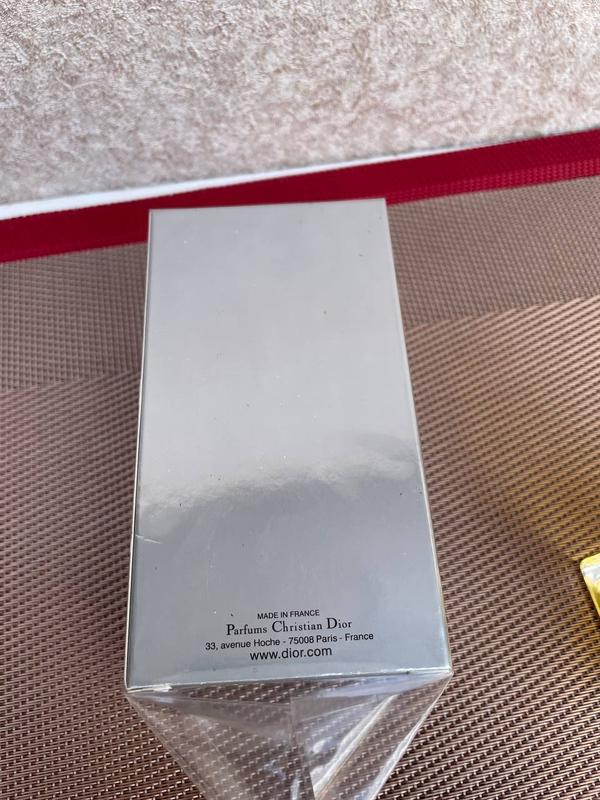 MADE IN FRANCE
Parfums Christian Dior
33, avenue Hoche - 75008 Paris - France
www.dior.com